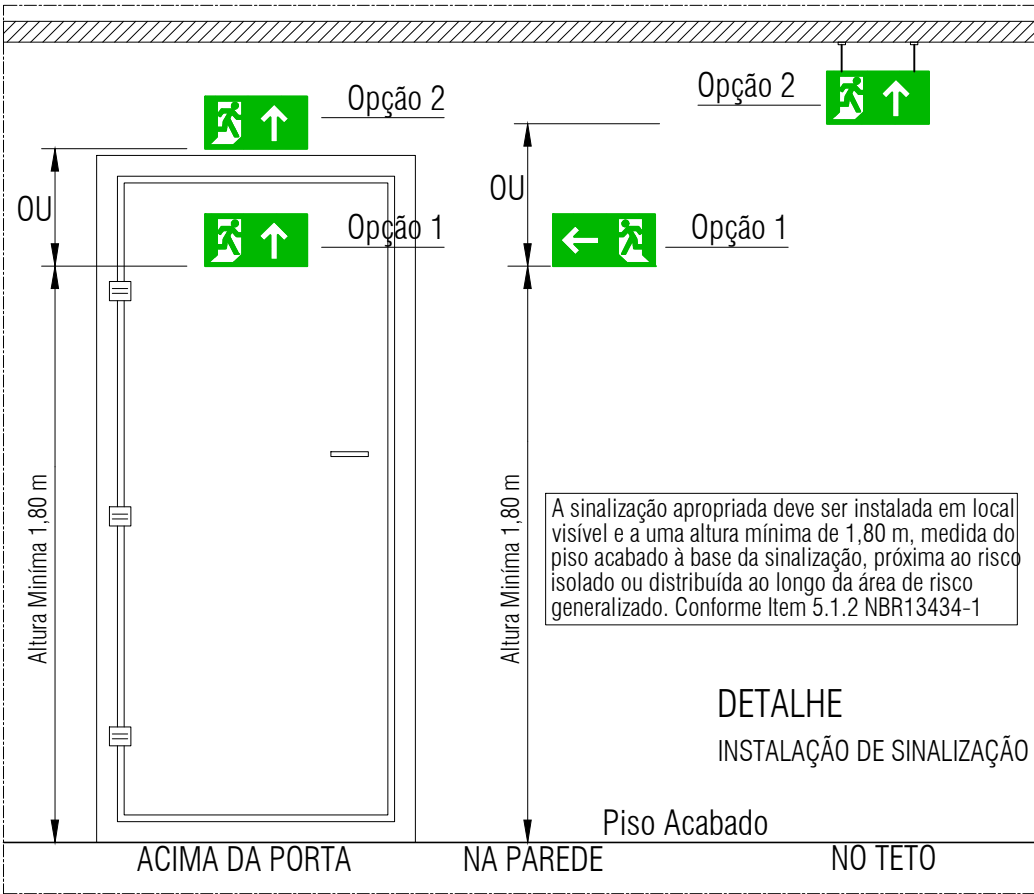 Opção 2
Opção 2
OU
OU
Opção 1
Opção 1
Altura Miníma 1,80 m
Altura Miníma 1,80 m
A sinalização apropriada deve ser instalada em local
visível e a uma altura mínima de 1,80 m, medida do
piso acabado à base da sinalização, próxima ao risco
isolado ou distribuída ao longo da área de risco
generalizado. Conforme Item 5.1.2 NBR13434-1
DETALHE
INSTALAÇÃO DE SINALIZAÇÃO
Piso Acabado
ACIMA DA PORTA
NA PAREDE
NO TETO